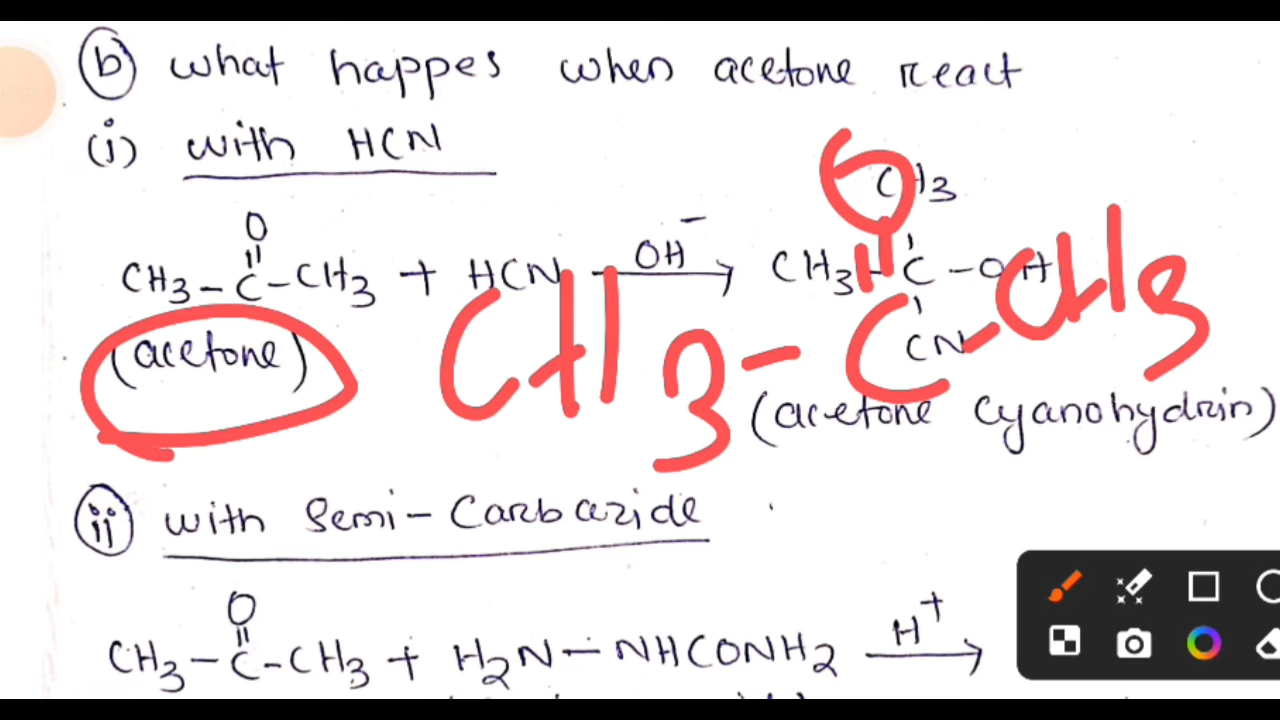 (b) what happes when acetone react
(i) with HCN
CH3
O
||
CH3 – C – CH3 + HCN OH⁻ → CH3 – C – OH
CN
(acetone)
O
||
CH3 – C – CH3
(acetone cyanohydrin)
(ii) with Semi – Carbazide
O
||
CH3 – C – CH3 + H2N – NHCONH2 H⁺ →